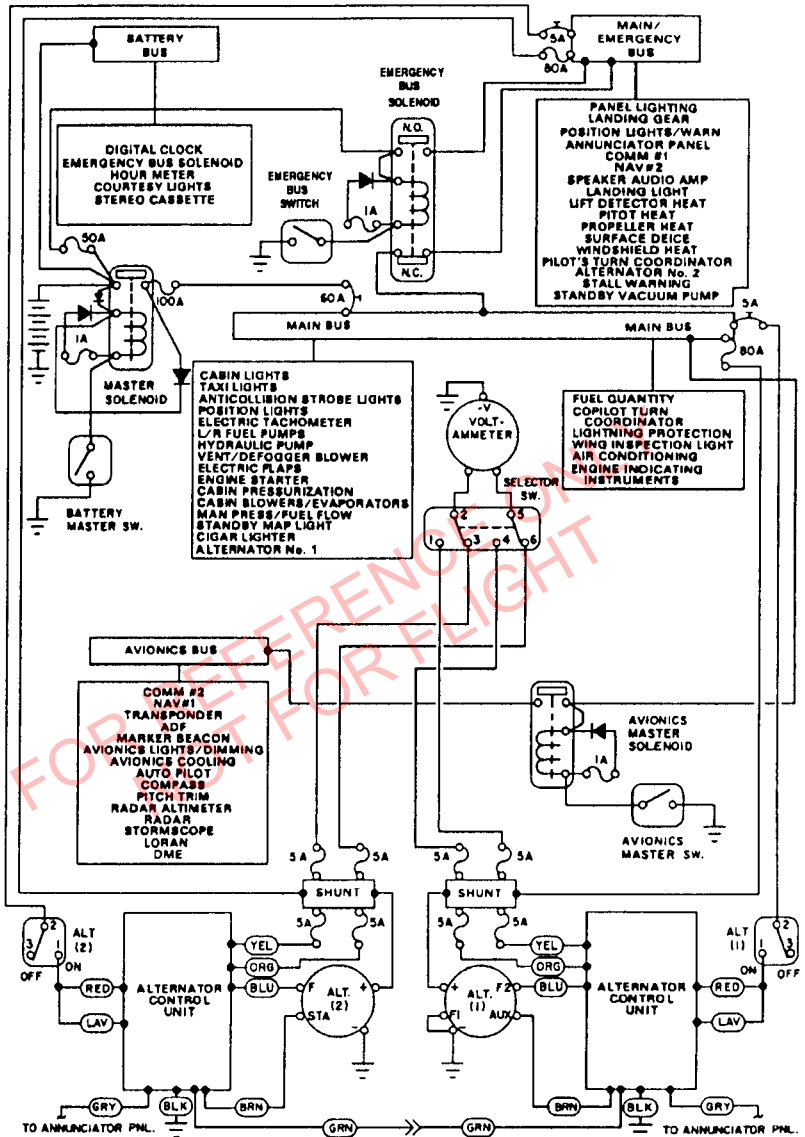 BATTERY
BUS
MAIN/
EMERGENCY
BUS
5A
80A
EMERGENCY
BUS
SOLENOID
N.O.
N.C.
DIGITAL CLOCK
EMERGENCY BUS SOLENOID
HOUR METER
COURTESY LIGHTS
STEREO CASSETTE
EMERGENCY
BUS
SWITCH
1A
PANEL LIGHTING
LANDING GEAR
POSITION LIGHTS/WARN
ANNUNCIATOR PANEL
COMM #1
NAV#2
SPEAKER AUDIO AMP
LANDING LIGHT
LIFT DETECTOR HEAT
PITOT HEAT
PROPELLER HEAT
SURFACE DEICE
WINDSHIELD HEAT
PILOT'S TURN COORDINATOR
ALTERNATOR No. 2
STALL WARNING
STANDBY VACUUM PUMP
50A
100A
1A
MASTER
SOLENOID
BATTERY
MASTER SW.
60A
MAIN BUS
MAIN BUS
5A
80A
CABIN LIGHTS
TAXI LIGHTS
ANTICOLLISION STROBE LIGHTS
POSITION LIGHTS
ELECTRIC TACHOMETER
L/R FUEL PUMPS
HYDRAULIC PUMP
VENT/DEFOGGER BLOWER
ELECTRIC FLAPS
ENGINE STARTER
CABIN PRESSURIZATION
CABIN BLOWERS/EVAPORATORS
MAN PRESS/FUEL FLOW
STANDBY MAP LIGHT
CIGAR LIGHTER
ALTERNATOR No. 1
-V
VOLT-
AMMETER
+
SELECTOR
SW.
2
5
1
3
4
6
FUEL QUANTITY
COPILOT TURN
COORDINATOR
LIGHTNING PROTECTION
WING INSPECTION LIGHT
AIR CONDITIONING
ENGINE INDICATING
INSTRUMENTS
FOR REFERENCE ONLY
NOT FOR FLIGHT
AVIONICS BUS
COMM #2
NAV#1
TRANSPONDER
ADF
MARKER BEACON
AVIONICS LIGHTS/DIMMING
AVIONICS COOLING
AUTO PILOT
COMPASS
PITCH TRIM
RADAR ALTIMETER
RADAR
STORMSCOPE
LORAN
DME
AVIONICS
MASTER
SOLENOID
1A
AVIONICS
MASTER SW.
5A
5A
SHUNT
5A
5A
5A
5A
SHUNT
5A
5A
2
3
1
ALT
(2)
OFF
ON
RED
LAV
ALTERNATOR
CONTROL
UNIT
YEL
ORG
BLU
F
+
ALT.
(2)
STA
-
GRY
BLK
BRN
TO ANNUNCIATOR PNL.
GRN
GRN
+
F2
ALT.
(1)
F1
AUX
-
YEL
ORG
BLU
ALTERNATOR
CONTROL
UNIT
RED
LAV
2
ALT
(1)
1
3
ON
OFF
BRN
BLK
GRY
TO ANNUNCIATOR PNL.